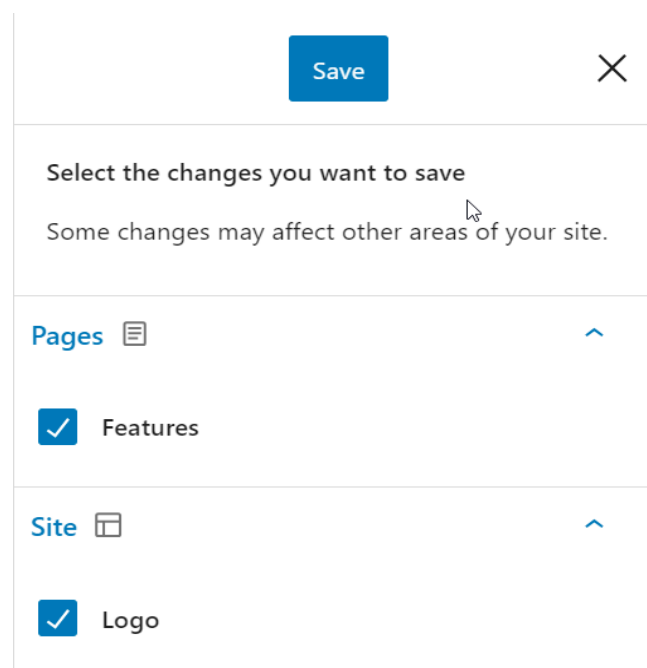 Save
Select the changes you want to save
Some changes may affect other areas of your site.
Pages
Features
Site
Logo